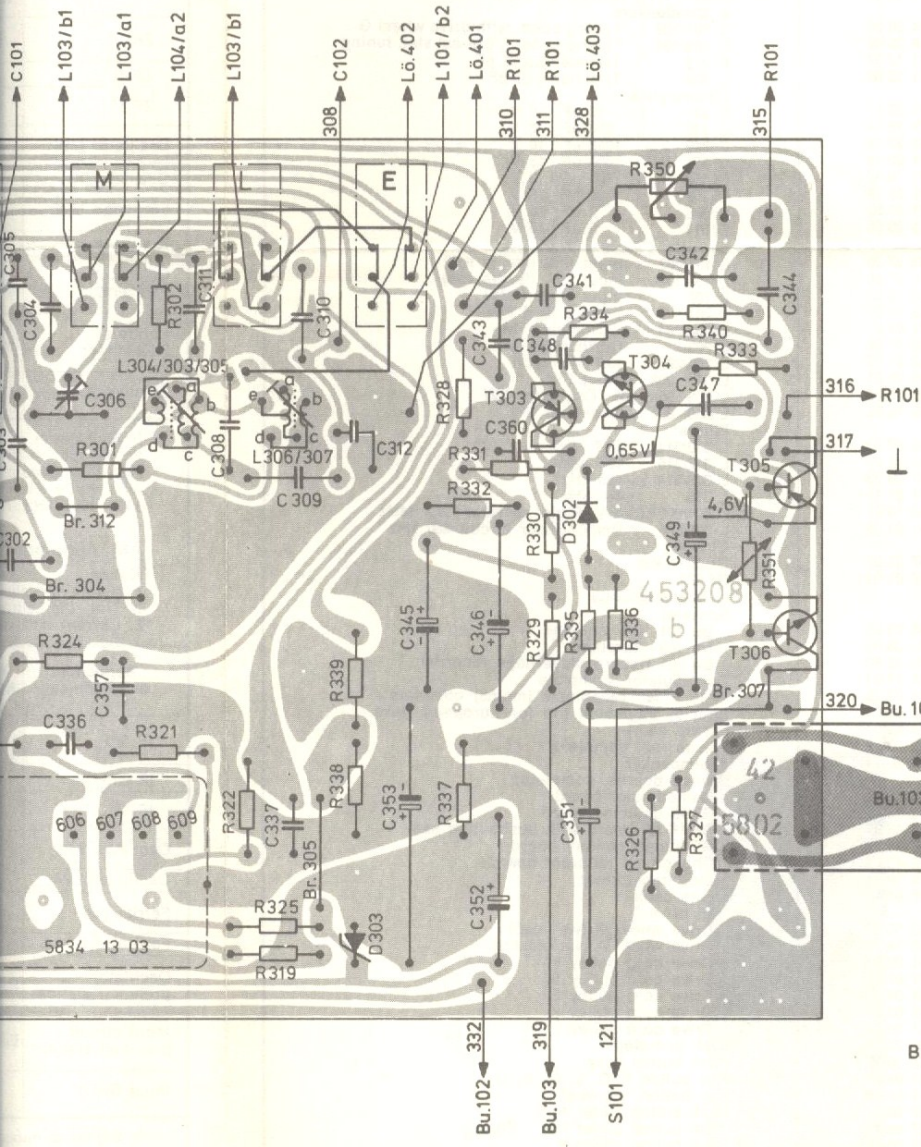 C101
L103/b1
L103/a1
L104/a2
L103/b1
308 C102
Lö.402
L101/b2
Lö.401
310 R101
311 R101
328 Lö.403
315 R101
M
L
E
R350
C305
C304
R302
C311
C310
C343
C341
C342
C344
R334
R340
C348
L304/303/305
T304
R333
C306
e
a
b
d
c
e
a
b
d
c
C308
R328
T303
C347
316 R101
C303
C312
C360
0,65V
317
R301
L306/307
R331
T305
C309
R332
4,6V
Br. 312
R330
D302
C349
+
-
R351
C302
Br. 304
453208
b
C345
+
-
C346
+
-
R329
R335
R336
R324
T306
R339
C357
Br. 307
320
C336
R321
42
R338
Bu.102
606
607
608
609
R322
C337
C353
+
-
R337
C351
+
-
R326
R327
5802
Br. 305
R325
C352
+
-
D303
5834 13 03
R319
332 Bu.102
319 Bu.103
121 S101
B